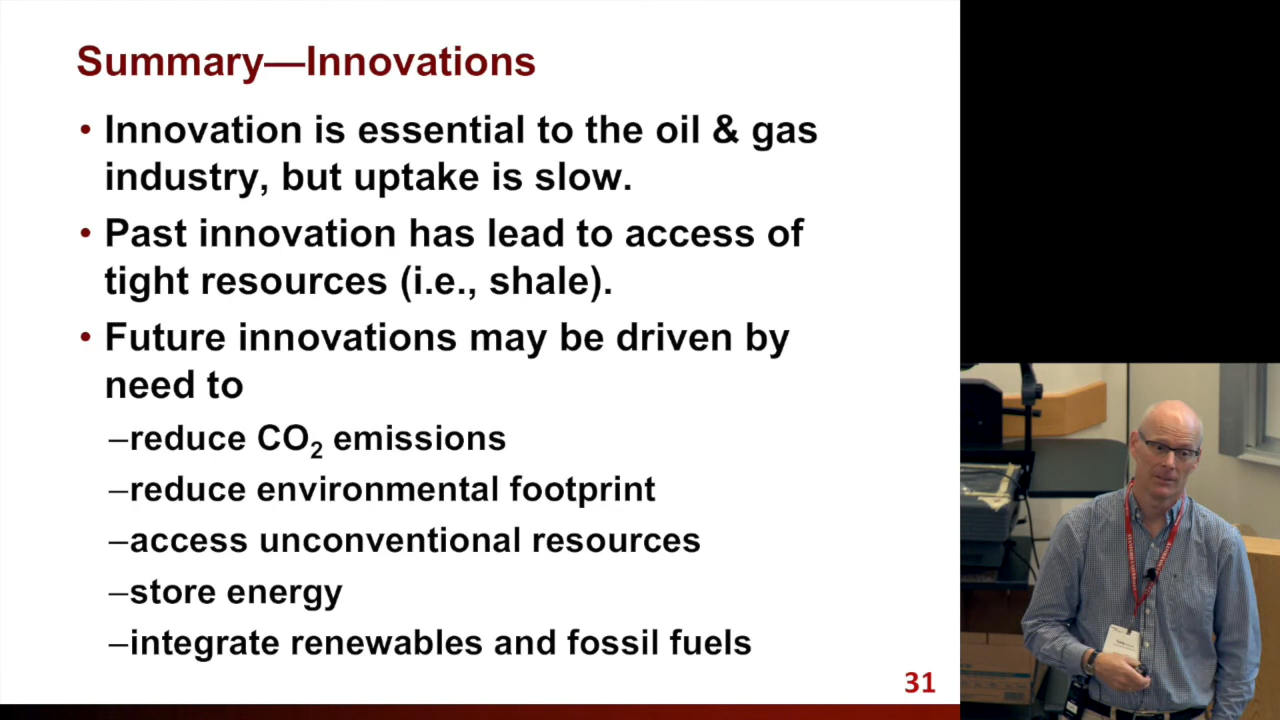 Summary—Innovations
• Innovation is essential to the oil & gas
industry, but uptake is slow.
• Past innovation has lead to access of
tight resources (i.e., shale).
• Future innovations may be driven by
need to
–reduce CO₂ emissions
–reduce environmental footprint
–access unconventional resources
–store energy
–integrate renewables and fossil fuels
31